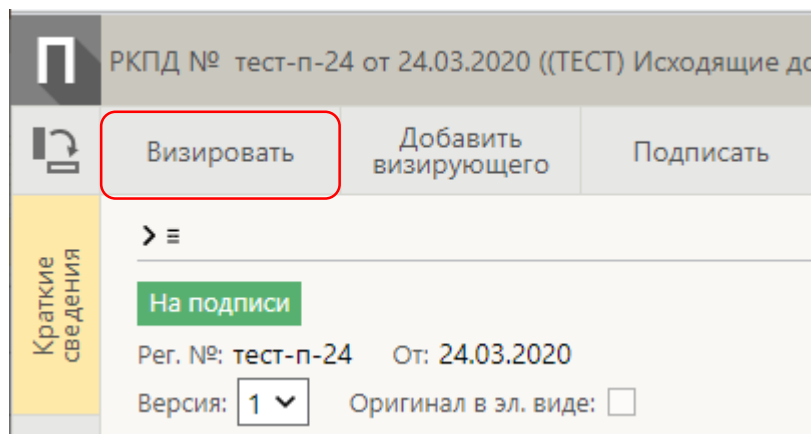 П
РКПД № тест-п-24 от 24.03.2020 ((ТЕСТ) Исходящие
Визировать
Добавить
визирующего
Подписать
Краткие
сведения
На подписи
Рег. №: тест-п-24 От: 24.03.2020
Версия: 1 Оригинал в эл. виде: